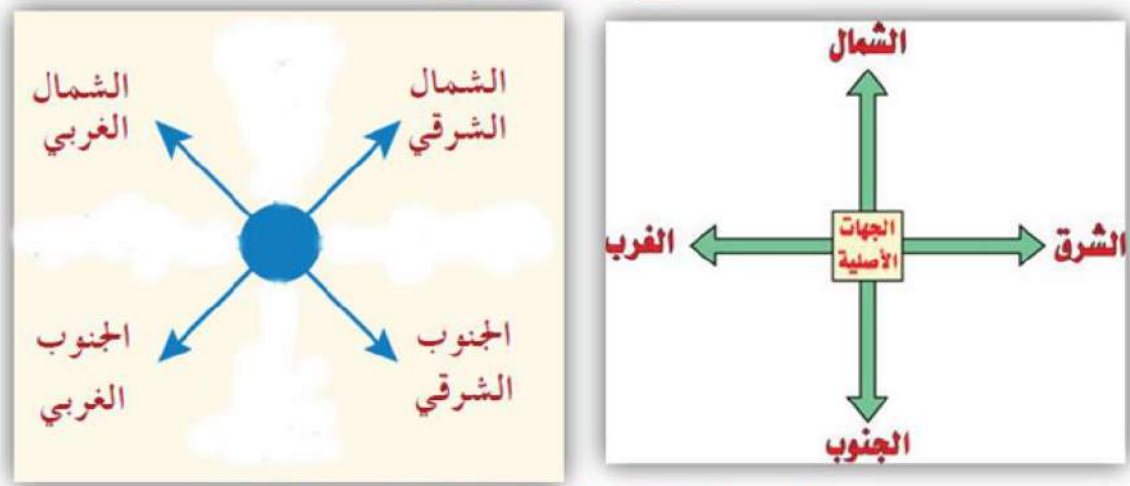 الشمال
الجهات
الأصلية
الشرق
الغرب
الجنوب
الشمال
الشرقي
الشمال
الغربي
الجنوب
الشرقي
الجنوب
الغربي